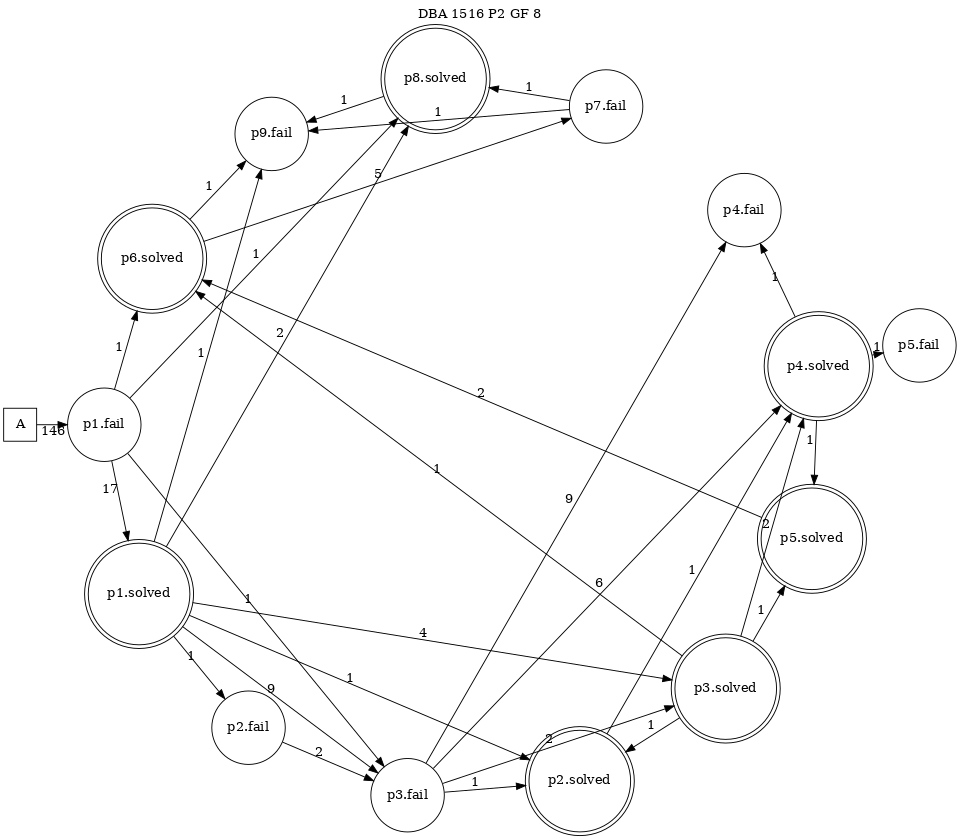 DBA 1516 P2 GF 8
p8.solved
1
1
p7.fail
1
1
p9.fail
5
1
p4.fail
p6.solved
1
1
2
1
1
1
p5.fail
p4.solved
2
A
146
p1.fail
1
1
17
9
2
p5.solved
1
6
p1.solved
1
1
4
1
9
1
p3.solved
p2.fail
2
2
1
1
p2.solved
p3.fail